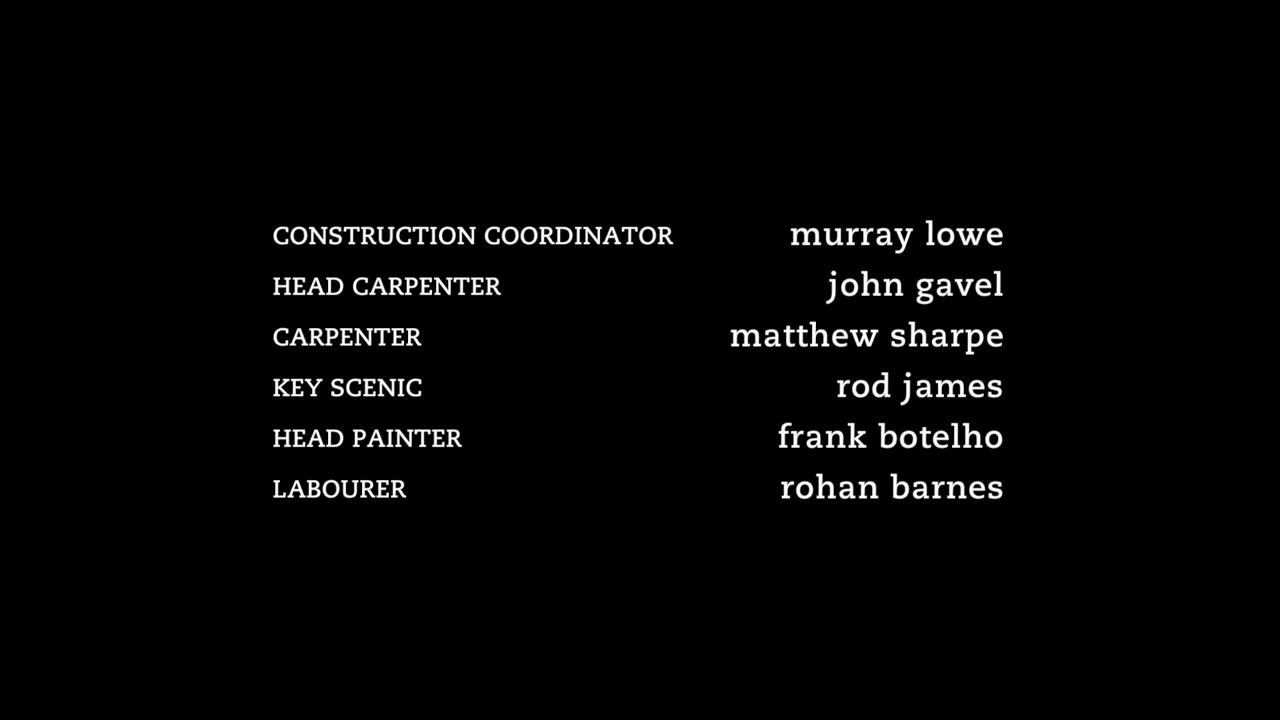 CONSTRUCTION COORDINATOR murray lowe
HEAD CARPENTER john gavel
CARPENTER matthew sharpe
KEY SCENIC rod james
HEAD PAINTER frank botelho
LABOURER rohan barnes